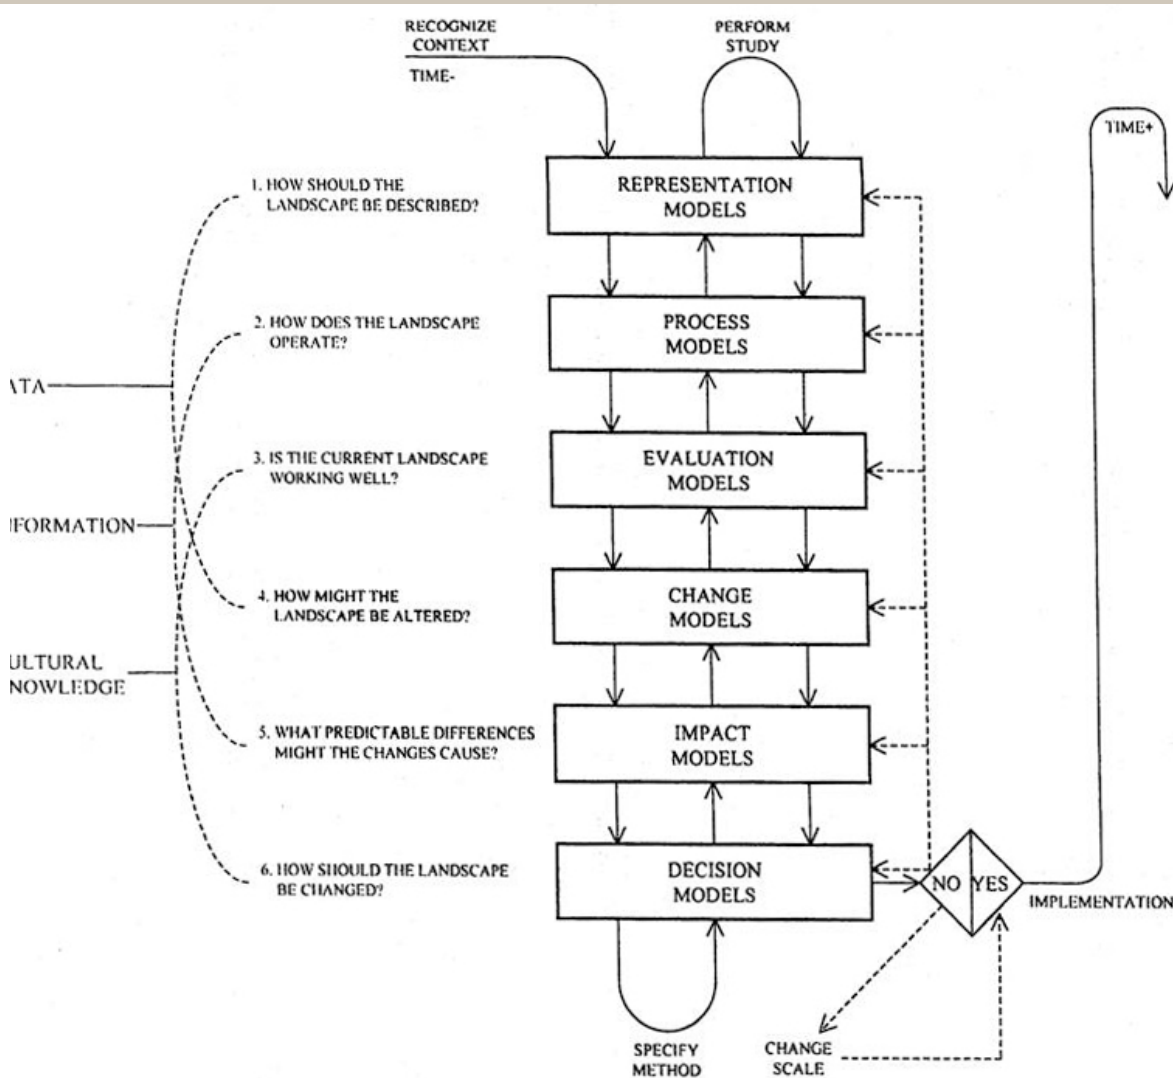 RECOGNIZE
CONTEXT
TIME-
PERFORM
STUDY
TIME+
1. HOW SHOULD THE
LANDSCAPE BE DESCRIBED?
REPRESENTATION
MODELS
2. HOW DOES THE LANDSCAPE
OPERATE?
PROCESS
MODELS
ATA
3. IS THE CURRENT LANDSCAPE
WORKING WELL?
EVALUATION
MODELS
NFORMATION
4. HOW MIGHT THE
LANDSCAPE BE ALTERED?
CHANGE
MODELS
ULTURAL
NOWLEDGE
5. WHAT PREDICTABLE DIFFERENCES
MIGHT THE CHANGES CAUSE?
IMPACT
MODELS
6. HOW SHOULD THE LANDSCAPE
BE CHANGED?
DECISION
MODELS
NO YES
IMPLEMENTATION
SPECIFY
METHOD
CHANGE
SCALE